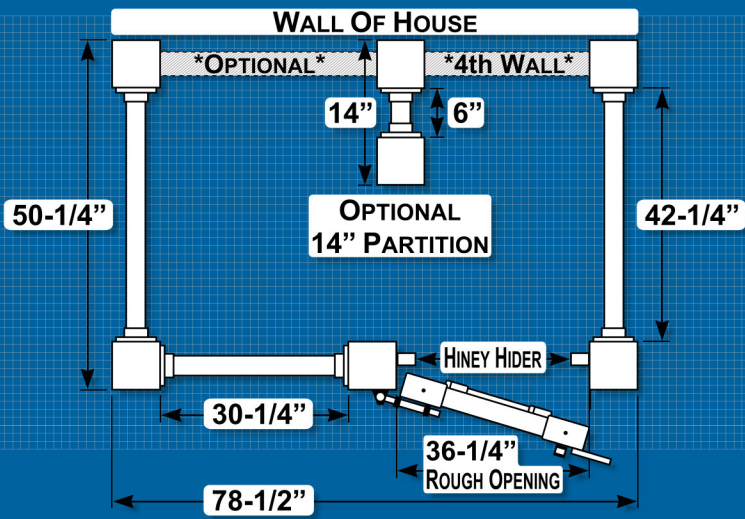 WALL OF HOUSE
*OPTIONAL*
*4th WALL*
14”
6”
50-1/4”
42-1/4”
OPTIONAL
14” PARTITION
HINEY HIDER
30-1/4”
36-1/4”
ROUGH OPENING
78-1/2”